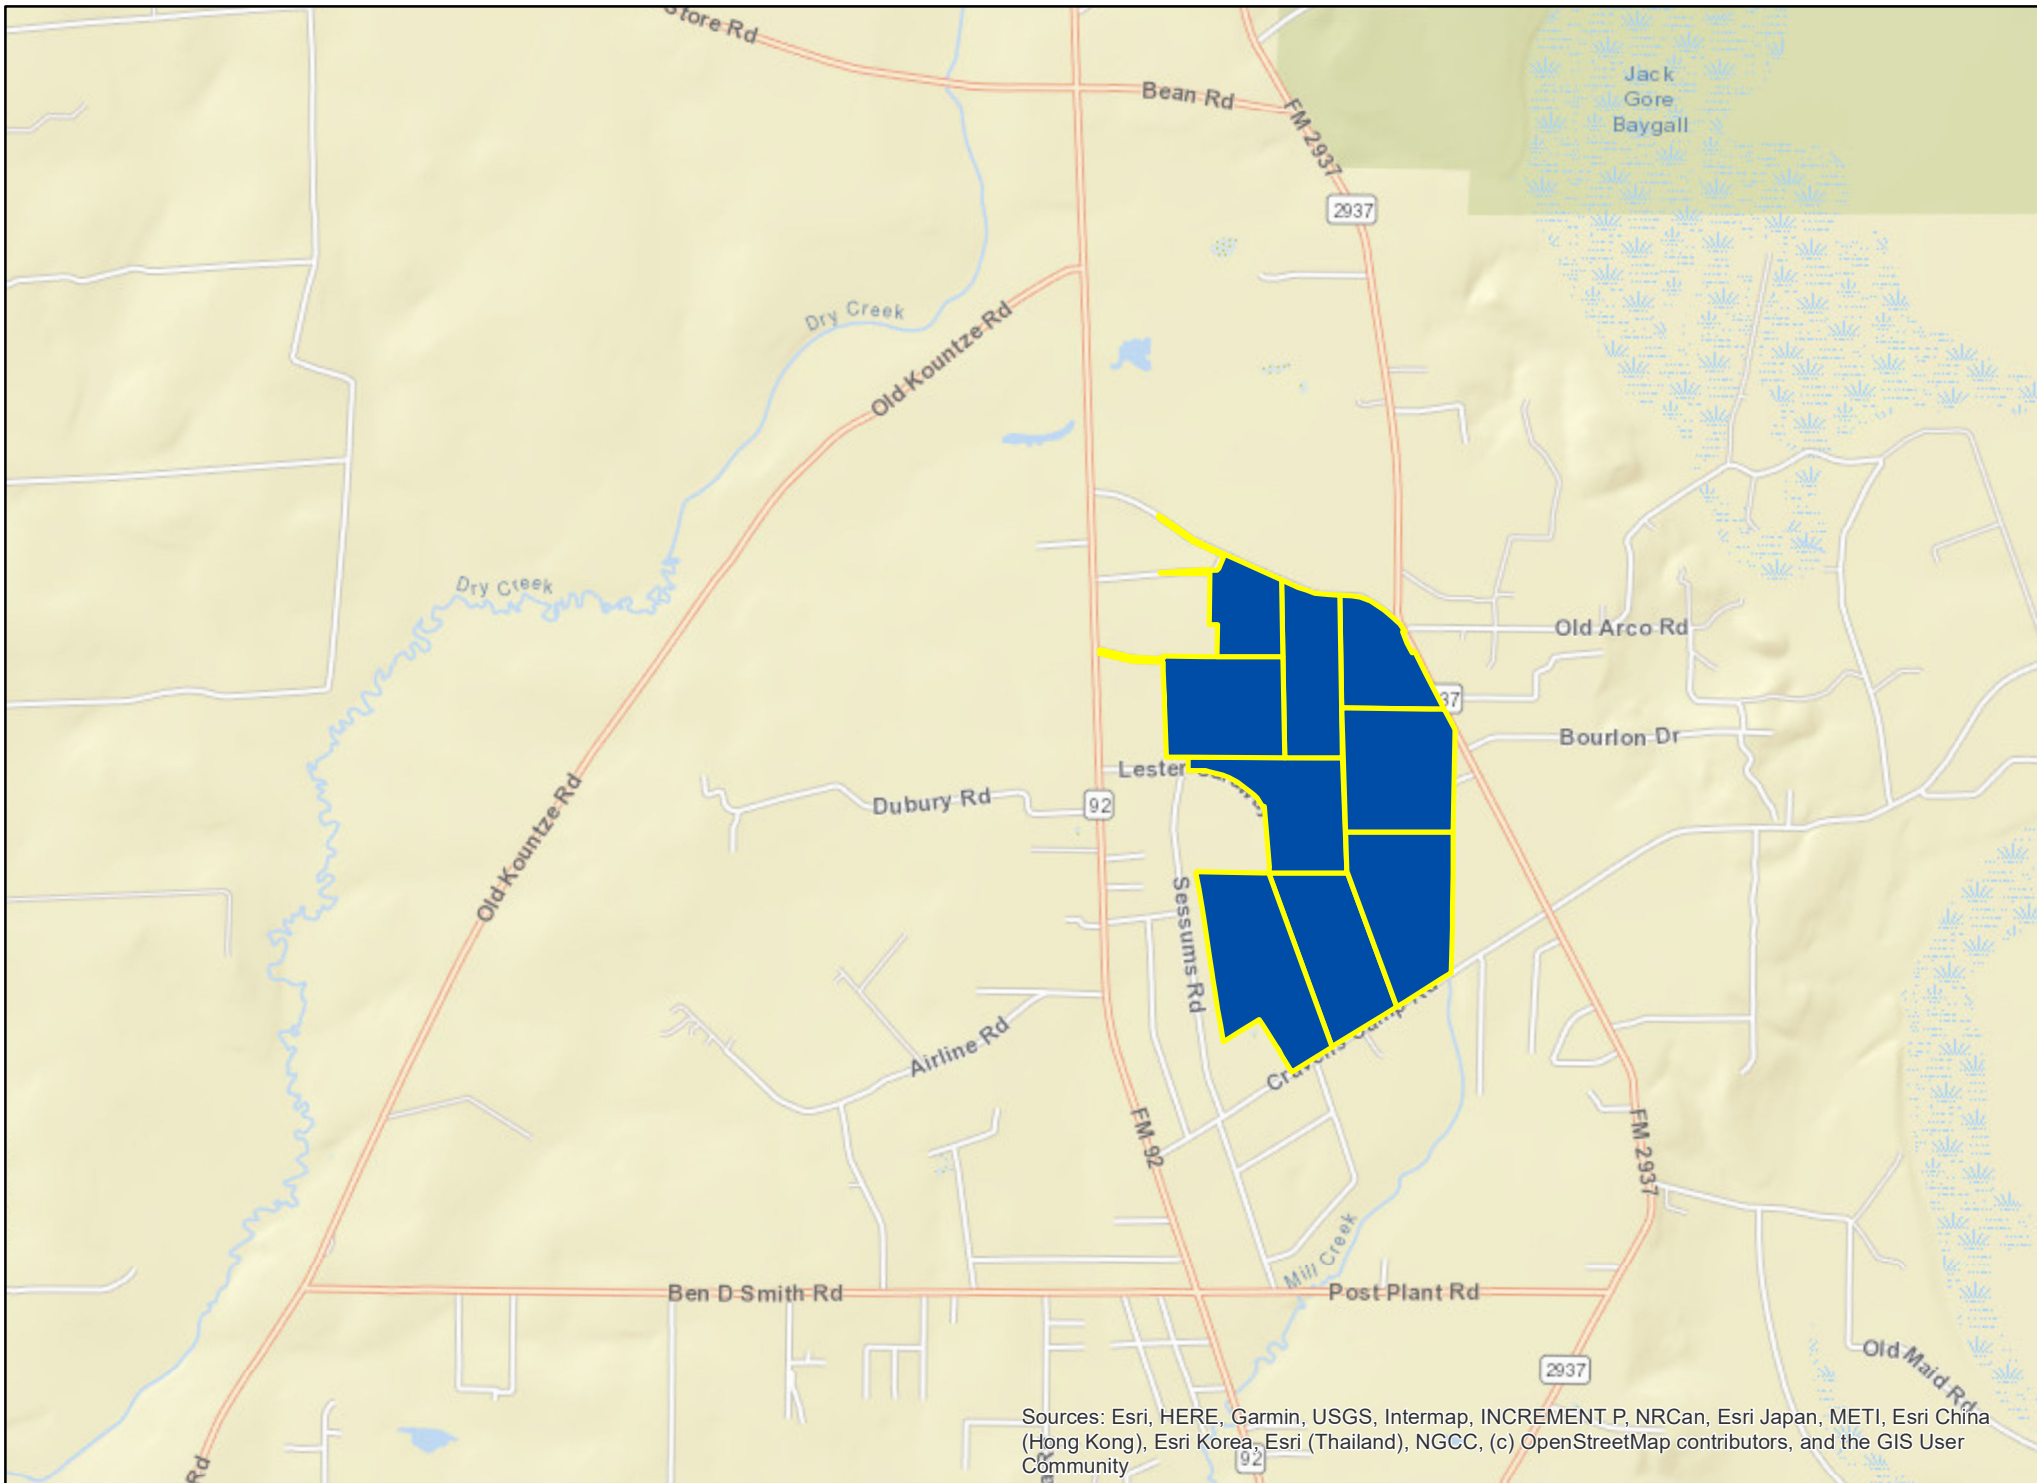 Store Rd
Bean Rd
FM 2937
Jack
Gore
Baygall
2937
Dry Creek
Old Kountze Rd
Dry Creek
Old Arco Rd
37
Bourlon Dr
Lester
Dubury Rd
92
Old Kountze Rd
Sessums Rd
Airline Rd
FM 92
FM 2937
Mill Creek
Ben D Smith Rd
Post Plant Rd
2937
Old Maid Rd
Rd
92
Sources: Esri, HERE, Garmin, USGS, Intermap, INCREMENT P, NRCan, Esri Japan, METI, Esri China
(Hong Kong), Esri Korea, Esri (Thailand), NGCC, (c) OpenStreetMap contributors, and the GIS User
Community